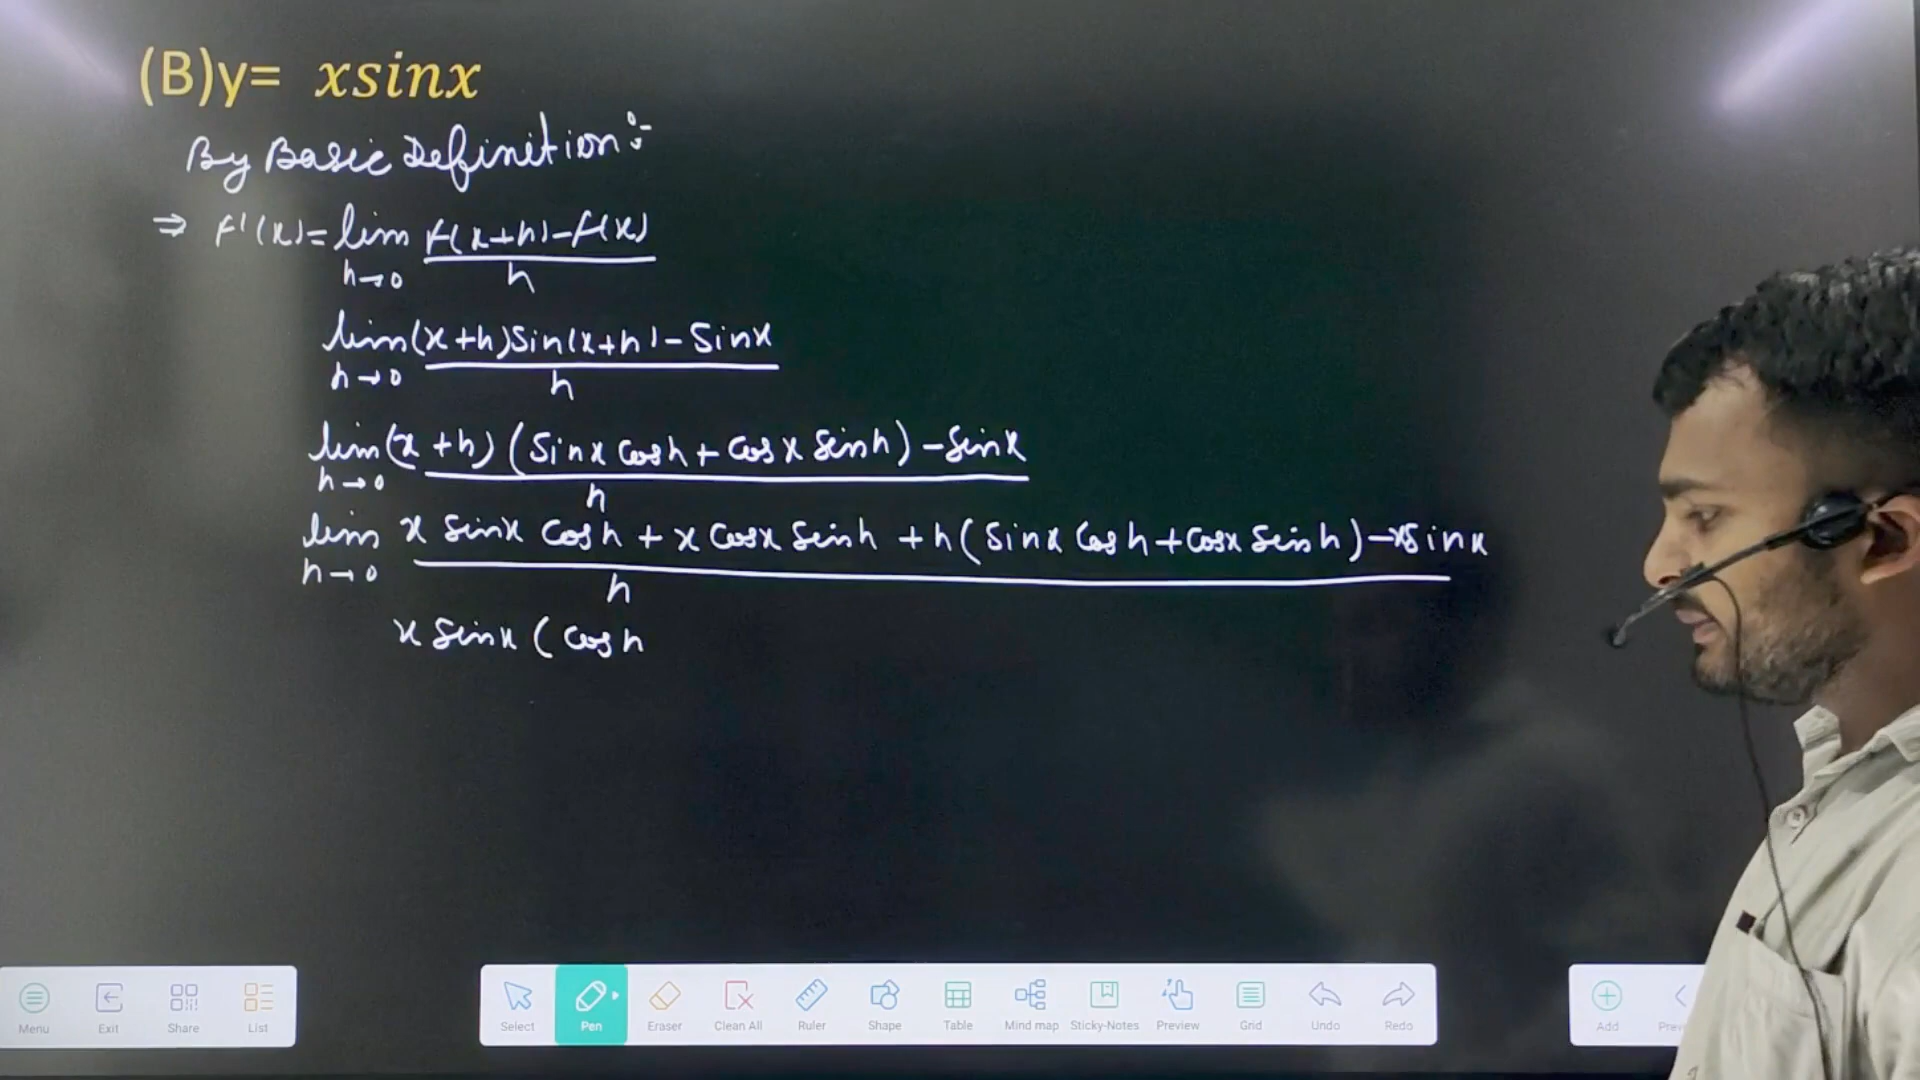 (B)y= xsinx
By Basic Definition:-
⇒ f'(x)= lim f(x+h)-f(x)
h→0 h
lim (x+h)sin(x+h)-sinx
h→0 h
lim (x+h) (sinx cosh + cosx sinh) - sinx
h→0 h
lim x sinx cosh + x cosx sinh + h(sinx cosh + cosx sinh) - xsinx
h→0 h
x sinx ( cosh
Menu Exit Share List Select Pen Eraser Clean All Ruler Shape Table Mind map Sticky-Notes Preview Grid Undo Redo Add Prev